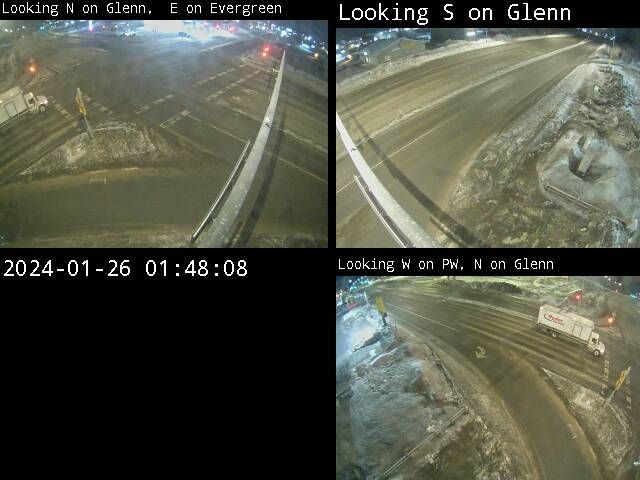 Looking N on Glenn, E on Evergreen
Looking S on Glenn
2024-01-26 01:48:08
Looking W on PW, N on Glenn